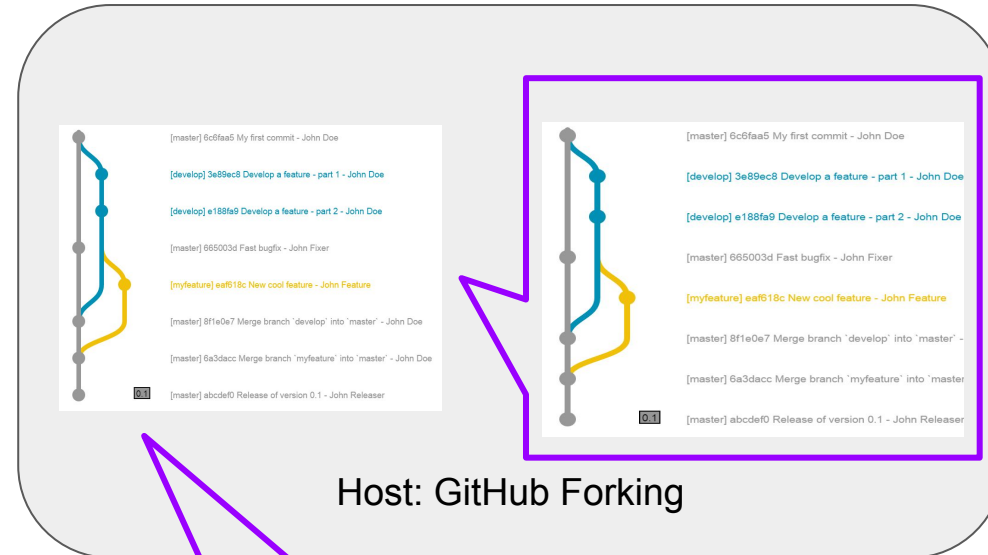 [master] 6c6faa5 My first commit - John Doe
[develop] 3e89ec8 Develop a feature - part 1 - John Doe
[develop] e188fa9 Develop a feature - part 2 - John Doe
[master] 665003d Fast bugfix - John Fixer
[myfeature] eaf618c New cool feature - John Feature
[master] 8f1e0e7 Merge branch `develop` into `master` - John Doe
[master] 6a3dacc Merge branch `myfeature` into `master` - John Doe
0.1 [master] abcdef0 Release of version 0.1 - John Releaser
[master] 6c6faa5 My first commit - John Doe
[develop] 3e89ec8 Develop a feature - part 1 - John Doe
[develop] e188fa9 Develop a feature - part 2 - John Doe
[master] 665003d Fast bugfix - John Fixer
[myfeature] eaf618c New cool feature - John Feature
[master] 8f1e0e7 Merge branch `develop` into `master` -
[master] 6a3dacc Merge branch `myfeature` into `master
0.1 [master] abcdef0 Release of version 0.1 - John Releaser
Host: GitHub Forking